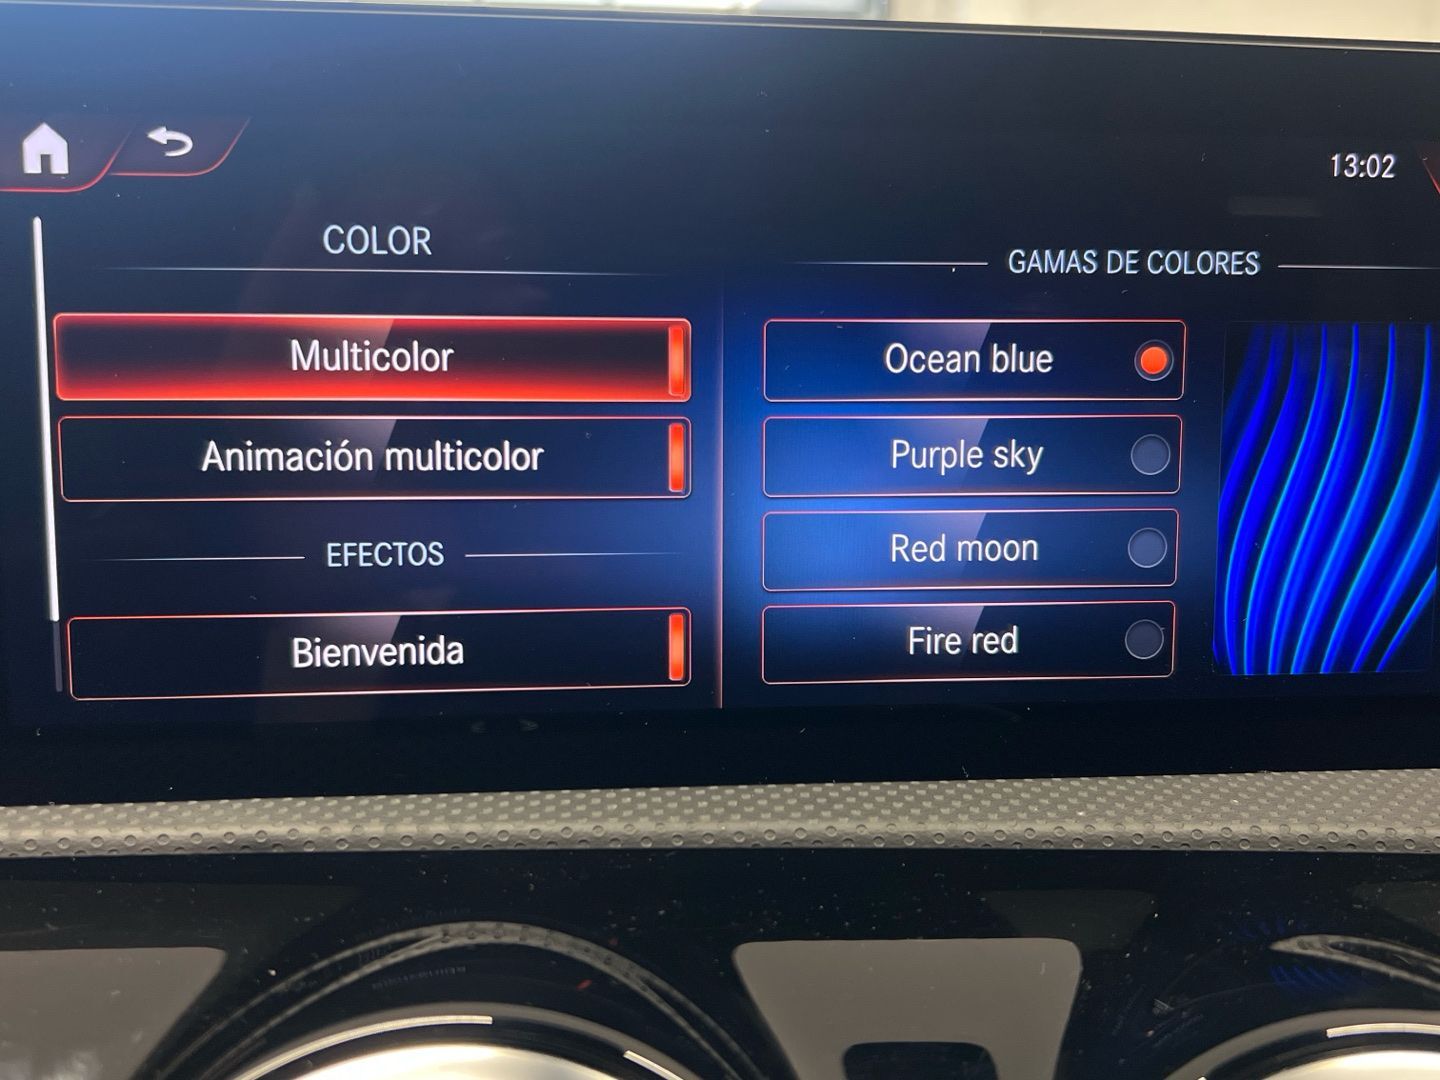 13:02
COLOR
Multicolor
Animación multicolor
EFECTOS
Bienvenida
GAMAS DE COLORES
Ocean blue
Purple sky
Red moon
Fire red